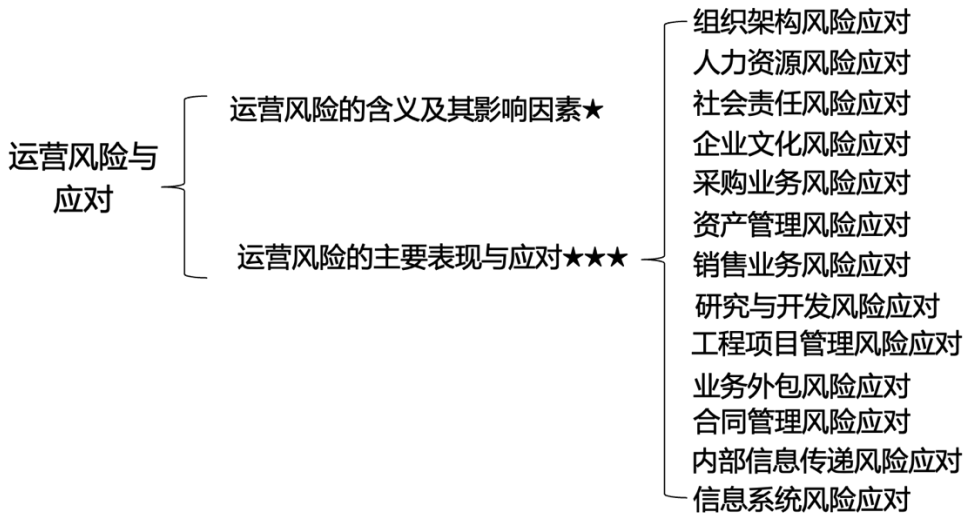 运营风险与
应对
运营风险的含义及其影响因素★
运营风险的主要表现与应对★★★
组织架构风险应对
人力资源风险应对
社会责任风险应对
企业文化风险应对
采购业务风险应对
资产管理风险应对
销售业务风险应对
研究与开发风险应对
工程项目管理风险应对
业务外包风险应对
合同管理风险应对
内部信息传递风险应对
信息系统风险应对